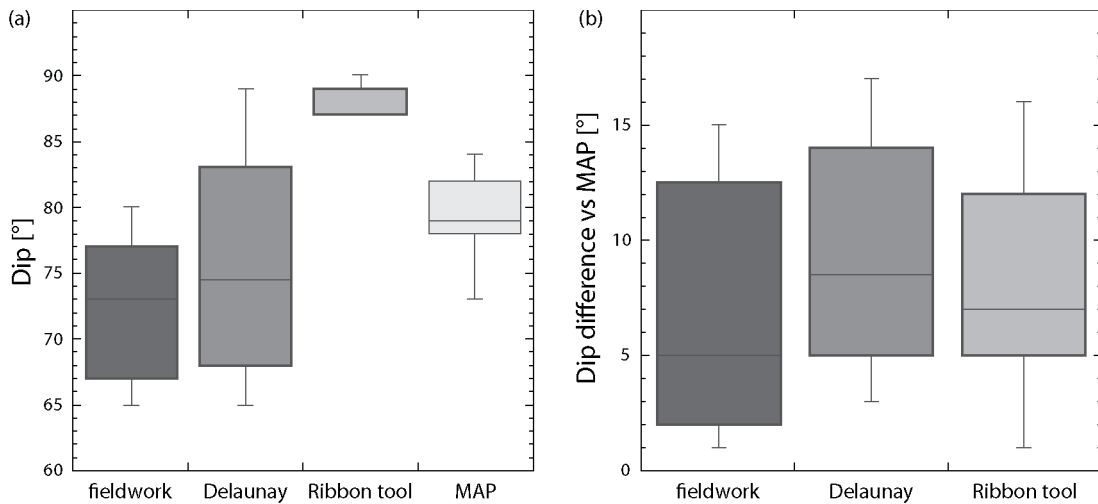 (a)
Dip [°]
90
85
80
75
70
65
60
fieldwork
Delaunay
Ribbon tool
MAP
(b)
Dip difference vs MAP [°]
15
10
5
0
fieldwork
Delaunay
Ribbon tool